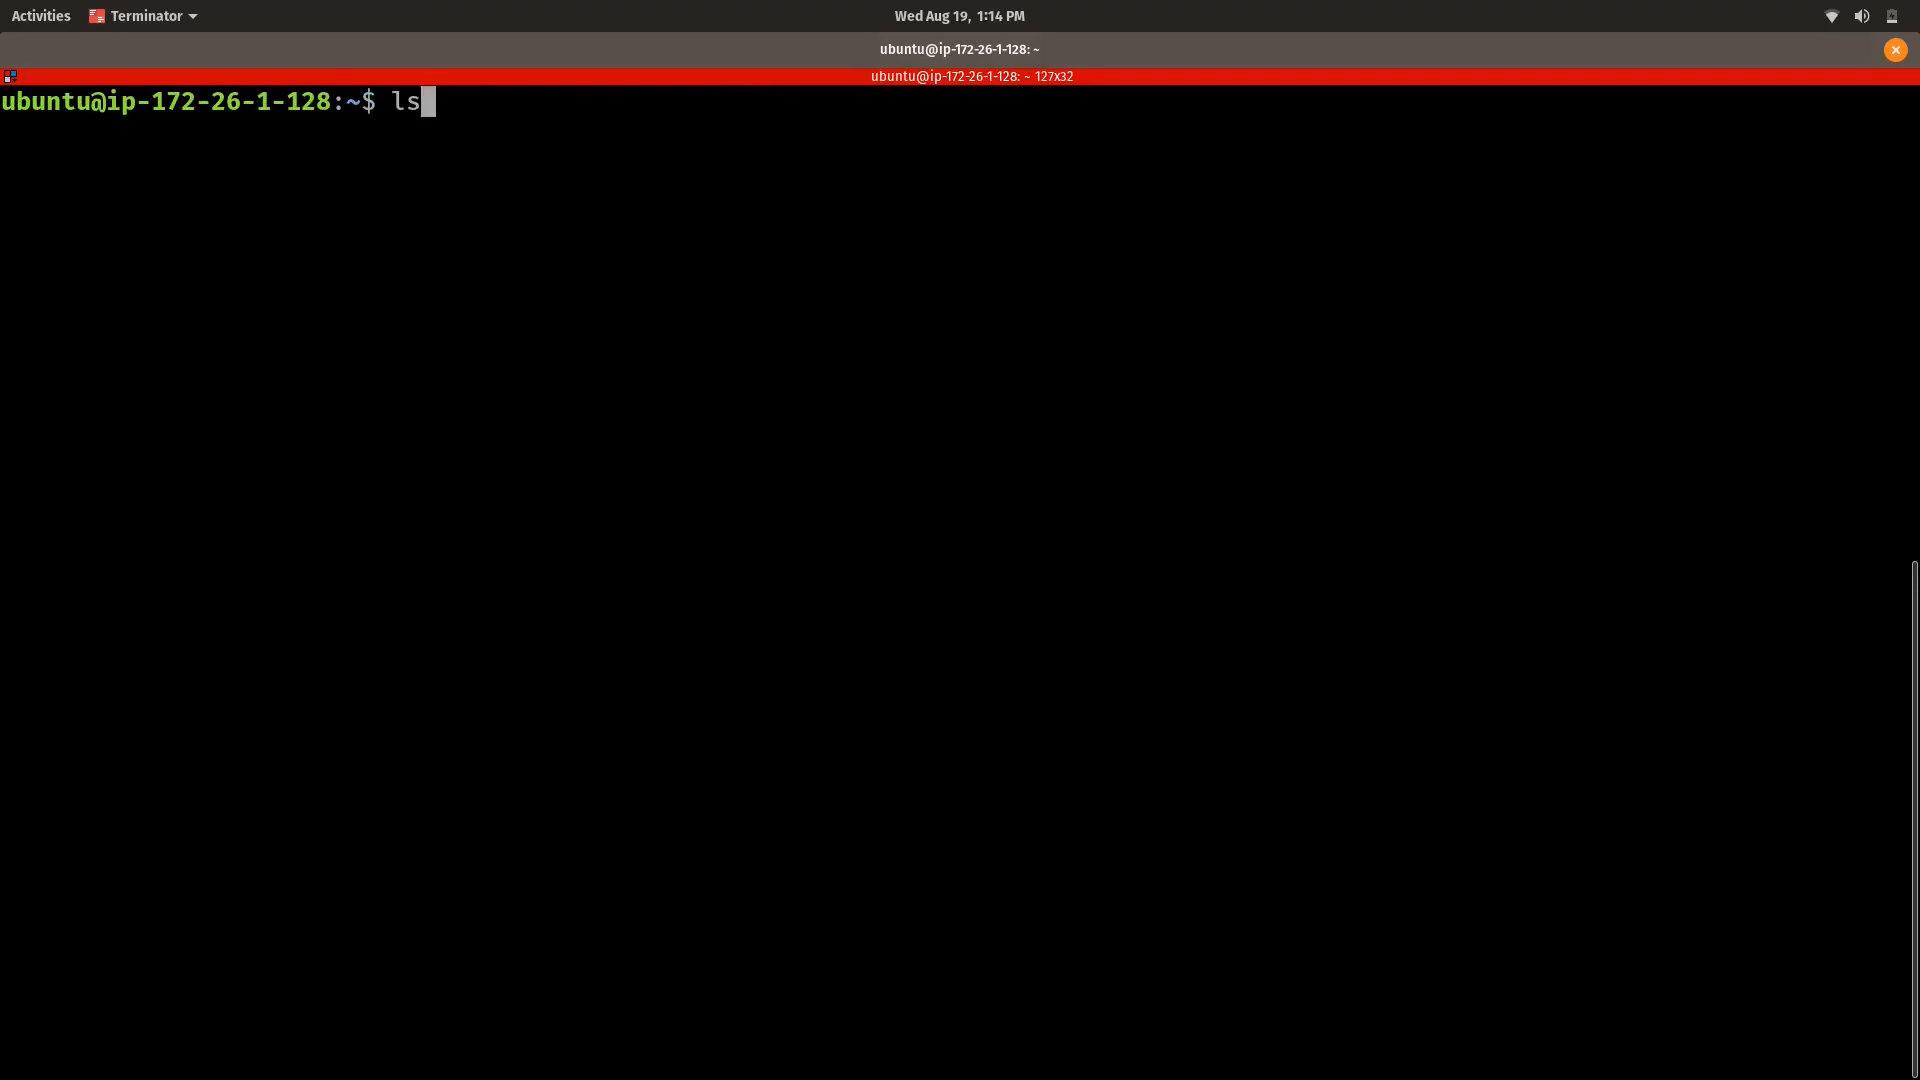 Activities Terminator Wed Aug 19, 1:14 PM
ubuntu@ip-172-26-1-128: ~
ubuntu@ip-172-26-1-128: ~ 127x32
ubuntu@ip-172-26-1-128:~$ ls